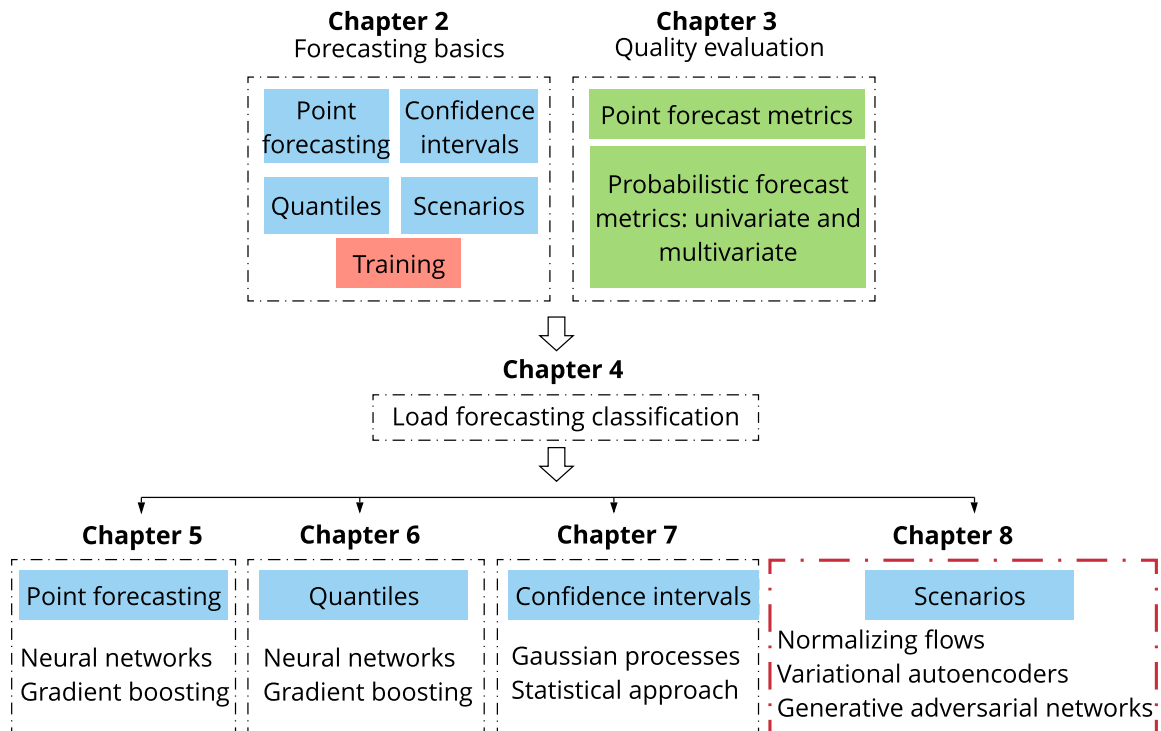 Chapter 2
Forecasting basics
Point
forecasting
Confidence
intervals
Quantiles
Scenarios
Training
Chapter 3
Quality evaluation
Point forecast metrics
Probabilistic forecast
metrics: univariate and
multivariate
Chapter 4
Load forecasting classification
Chapter 5
Point forecasting
Neural networks
Gradient boosting
Chapter 6
Quantiles
Neural networks
Gradient boosting
Chapter 7
Confidence intervals
Gaussian processes
Statistical approach
Chapter 8
Scenarios
Normalizing flows
Variational autoencoders
Generative adversarial networks